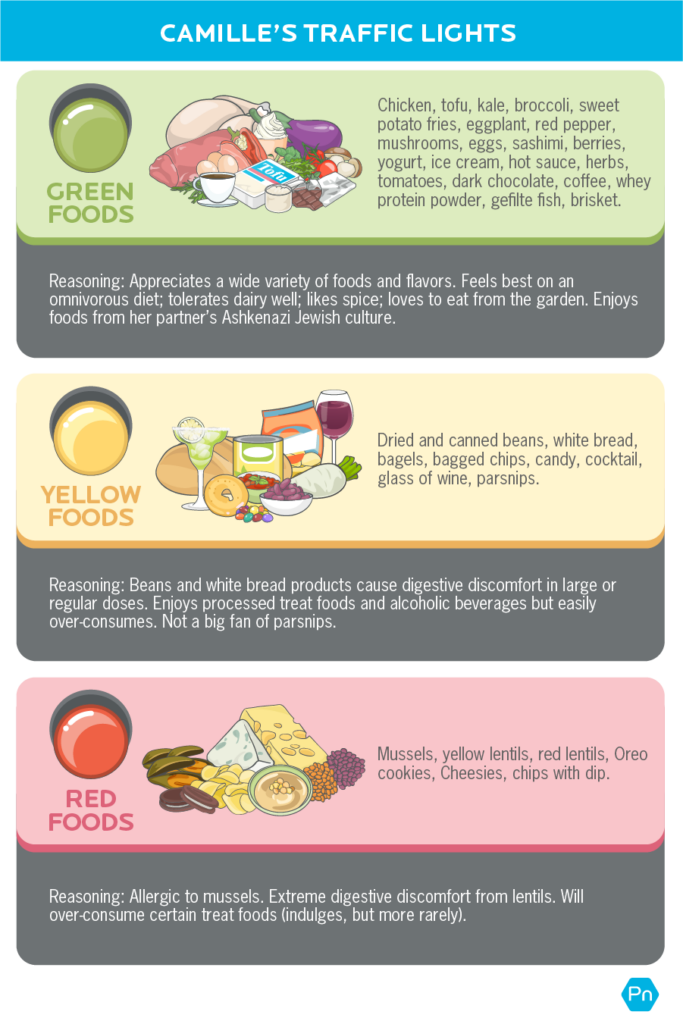 CAMILLE'S TRAFFIC LIGHTS
GREEN
FOODS
Chicken, tofu, kale, broccoli, sweet
potato fries, eggplant, red pepper,
mushrooms, eggs, sashimi, berries,
yogurt, ice cream, hot sauce, herbs,
tomatoes, dark chocolate, coffee, whey
protein powder, gefilte fish, brisket.
Tofu
Reasoning: Appreciates a wide variety of foods and flavors. Feels best on an
omnivorous diet; tolerates dairy well; likes spice; loves to eat from the garden. Enjoys
foods from her partner's Ashkenazi Jewish culture.
YELLOW
FOODS
Dried and canned beans, white bread,
bagels, bagged chips, candy, cocktail,
glass of wine, parsnips.
Reasoning: Beans and white bread products cause digestive discomfort in large or
regular doses. Enjoys processed treat foods and alcoholic beverages but easily
over-consumes. Not a big fan of parsnips.
RED
FOODS
Mussels, yellow lentils, red lentils, Oreo
cookies, Cheesies, chips with dip.
Reasoning: Allergic to mussels. Extreme digestive discomfort from lentils. Will
over-consume certain treat foods (indulges, but more rarely).
Pn